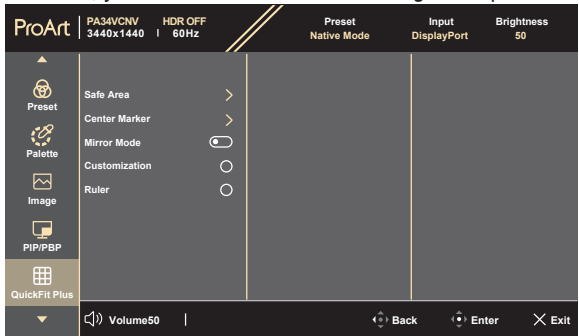 ProArt
PA34VCNV HDR OFF
3440x1440 | 60Hz
Preset
Native Mode
Input
DisplayPort
Brightness
50
Preset
Palette
Image
PIP/PBP
QuickFit Plus
Safe Area
Center Marker
Mirror Mode
Customization
Ruler
Volume50
Back
Enter
Exit